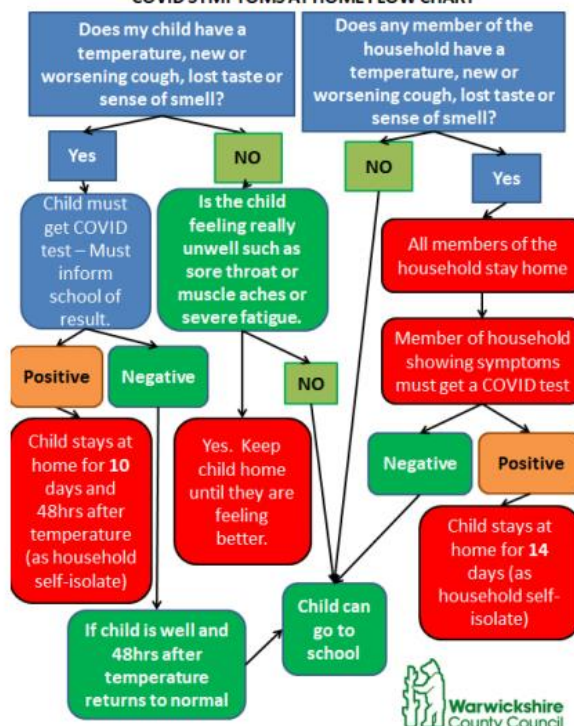 COVID SYMPTOMS AT HOME FLOW CHART
Does my child have a
temperature, new or
worsening cough, lost taste or
sense of smell?
Does any member of the
household have a
temperature, new or
worsening cough, lost taste or
sense of smell?
Yes
NO
NO
Yes
Child must
get COVID
test – Must
inform
school of
result.
Is the child
feeling really
unwell such as
sore throat or
muscle aches or
severe fatigue.
All members of the
household stay home
Member of household
showing symptoms
must get a COVID test
Positive
Negative
NO
Negative
Positive
Child stays at
home for 10
days and
48hrs after
temperature
(as household
self-isolate)
Yes. Keep
child home
until they are
feeling
better.
Child stays at
home for 14
days (as
household self-
isolate)
If child is well and
48hrs after
temperature
returns to normal
Child can
go to
school
Warwickshire
County Council